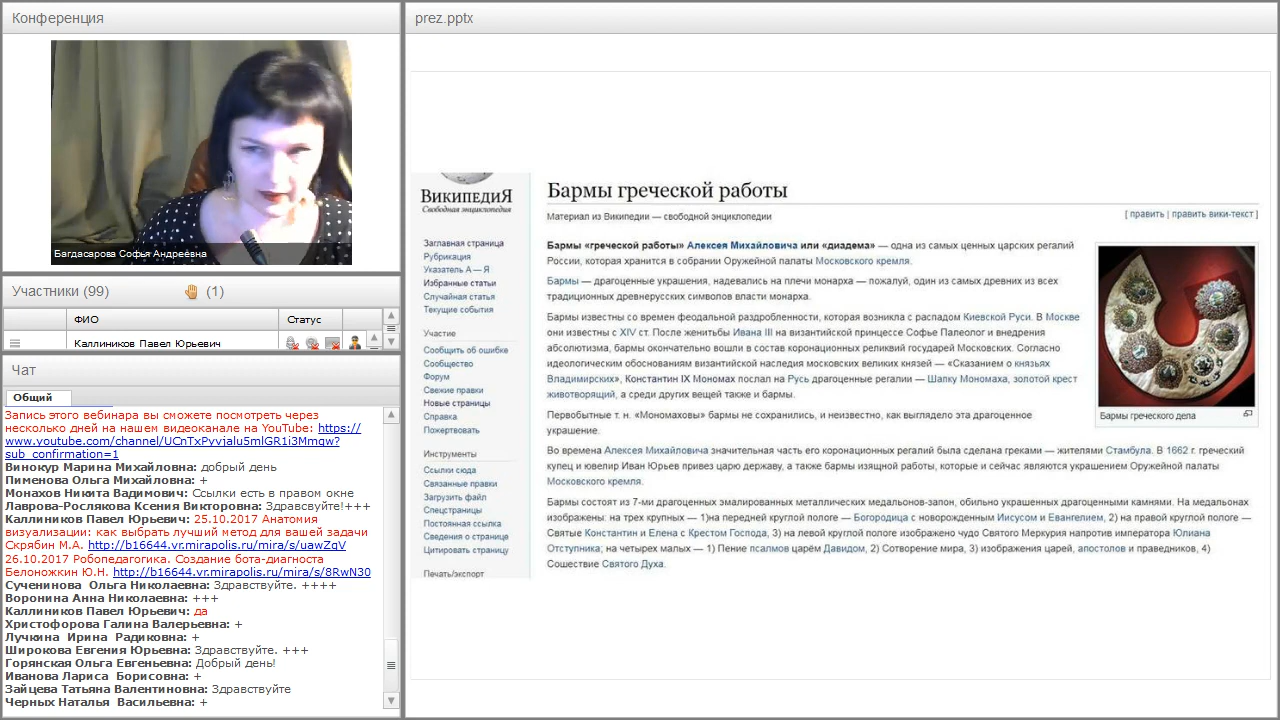 Конференция
Багдасарова Софья Андреевна
Участники (99)
(1)
ФИО
Статус
Каллиников Павел Юрьевич
Чат
Общий
Запись этого вебинара вы сможете посмотреть через
несколько дней на нашем видеоканале на YouTube: https://
www.youtube.com/channel/UCnTxPyvjalu5mlGR1i3Mmqw?
sub_confirmation=1
Винокур Марина Михайловна: добрый день
Пименова Ольга Михайловна: +
Монахов Никита Вадимович: Ссылки есть в правом окне
Лаврова-Рослякова Ксения Викторовна: Здравсвуйте!+++
Каллиников Павел Юрьевич: 25.10.2017 Анатомия
визуализации: как выбрать лучший метод для вашей задачи
Скрябин М.А. http://b16644.vr.mirapolis.ru/mira/s/uawZqV
26.10.2017 Робопедагогика. Создание бота-диагноста
Белоножкин Ю.Н. http://b16644.vr.mirapolis.ru/mira/s/8RwN30
Сученинова Ольга Николаевна: Здравствуйте. ++++
Воронина Анна Николаевна: +++
Каллиников Павел Юрьевич: да
Христофорова Галина Валерьевна: +
Лучкина Ирина Радиковна: +
Широкова Евгения Юрьевна: Здравствуйте. +++
Горянская Ольга Евгеньевна: Добрый день!
Иванова Лариса Борисовна: +
Зайцева Татьяна Валентиновна: Здравствуйте
Черных Наталья Васильевна: +
prez.pptx
ВикипедиЯ
Свободная энциклопедия
Заглавная страница
Рубрикация
Указатель А — Я
Избранные статьи
Случайная статья
Текущие события
Участие
Сообщить об ошибке
Сообщество
Форум
Свежие правки
Новые страницы
Справка
Пожертвовать
Инструменты
Ссылки сюда
Связанные правки
Загрузить файл
Спецстраницы
Постоянная ссылка
Сведения о странице
Цитировать страницу
Печать/экспорт
Бармы греческой работы
Материал из Википедии — свободной энциклопедии
[ править | править вики-текст ]
Бармы «греческой работы» Алексея Михайловича или «диадема» — одна из самых ценных царских регалий
России, которая хранится в собрании Оружейной палаты Московского кремля.
Бармы — драгоценные украшения, надевались на плечи монарха — пожалуй, один из самых древних из всех
традиционных древнерусских символов власти монарха.
Бармы известны со времен феодальной раздробленности, которая возникла с распадом Киевской Руси. В Москве
они известны с XIV ст. После женитьбы Ивана III на византийской принцессе Софье Палеолог и внедрения
абсолютизма, бармы окончательно вошли в состав коронационных реликвий государей Московских. Согласно
идеологическим обоснованиям византийской наследия московских великих князей — «Сказанием о князьях
Владимирских», Константин IX Мономах послал на Русь драгоценные регалии — Шапку Мономаха, золотой крест
животворящий, а среди других вещей также и бармы.
Первобытные т. н. «Мономаховы» бармы не сохранились, и неизвестно, как выглядело эта драгоценное
украшение.
Во времена Алексея Михайловича значительная часть его коронационных регалий была сделана греками — жителями Стамбула. В 1662 г. греческий
купец и ювелир Иван Юрьев привез царю державу, а также бармы изящной работы, которые и сейчас являются украшением Оружейной палаты
Московского кремля.
Бармы состоят из 7-ми драгоценных эмалированных металлических медальонов-запон, обильно украшенных драгоценными камнями. На медальонах
изображены: на трех крупных — 1)на передней круглой пологе — Богородица с новорожденным Иисусом и Евангелием, 2) на правой круглой пологе —
Святые Константин и Елена с Крестом Господа, 3) на левой круглой пологе изображено чудо Святого Меркурия напротив императора Юлиана
Отступника; на четырех малых — 1) Пение псалмов царём Давидом, 2) Сотворение мира, 3) изображения царей, апостолов и праведников, 4)
Сошествие Святого Духа.
Бармы греческого дела